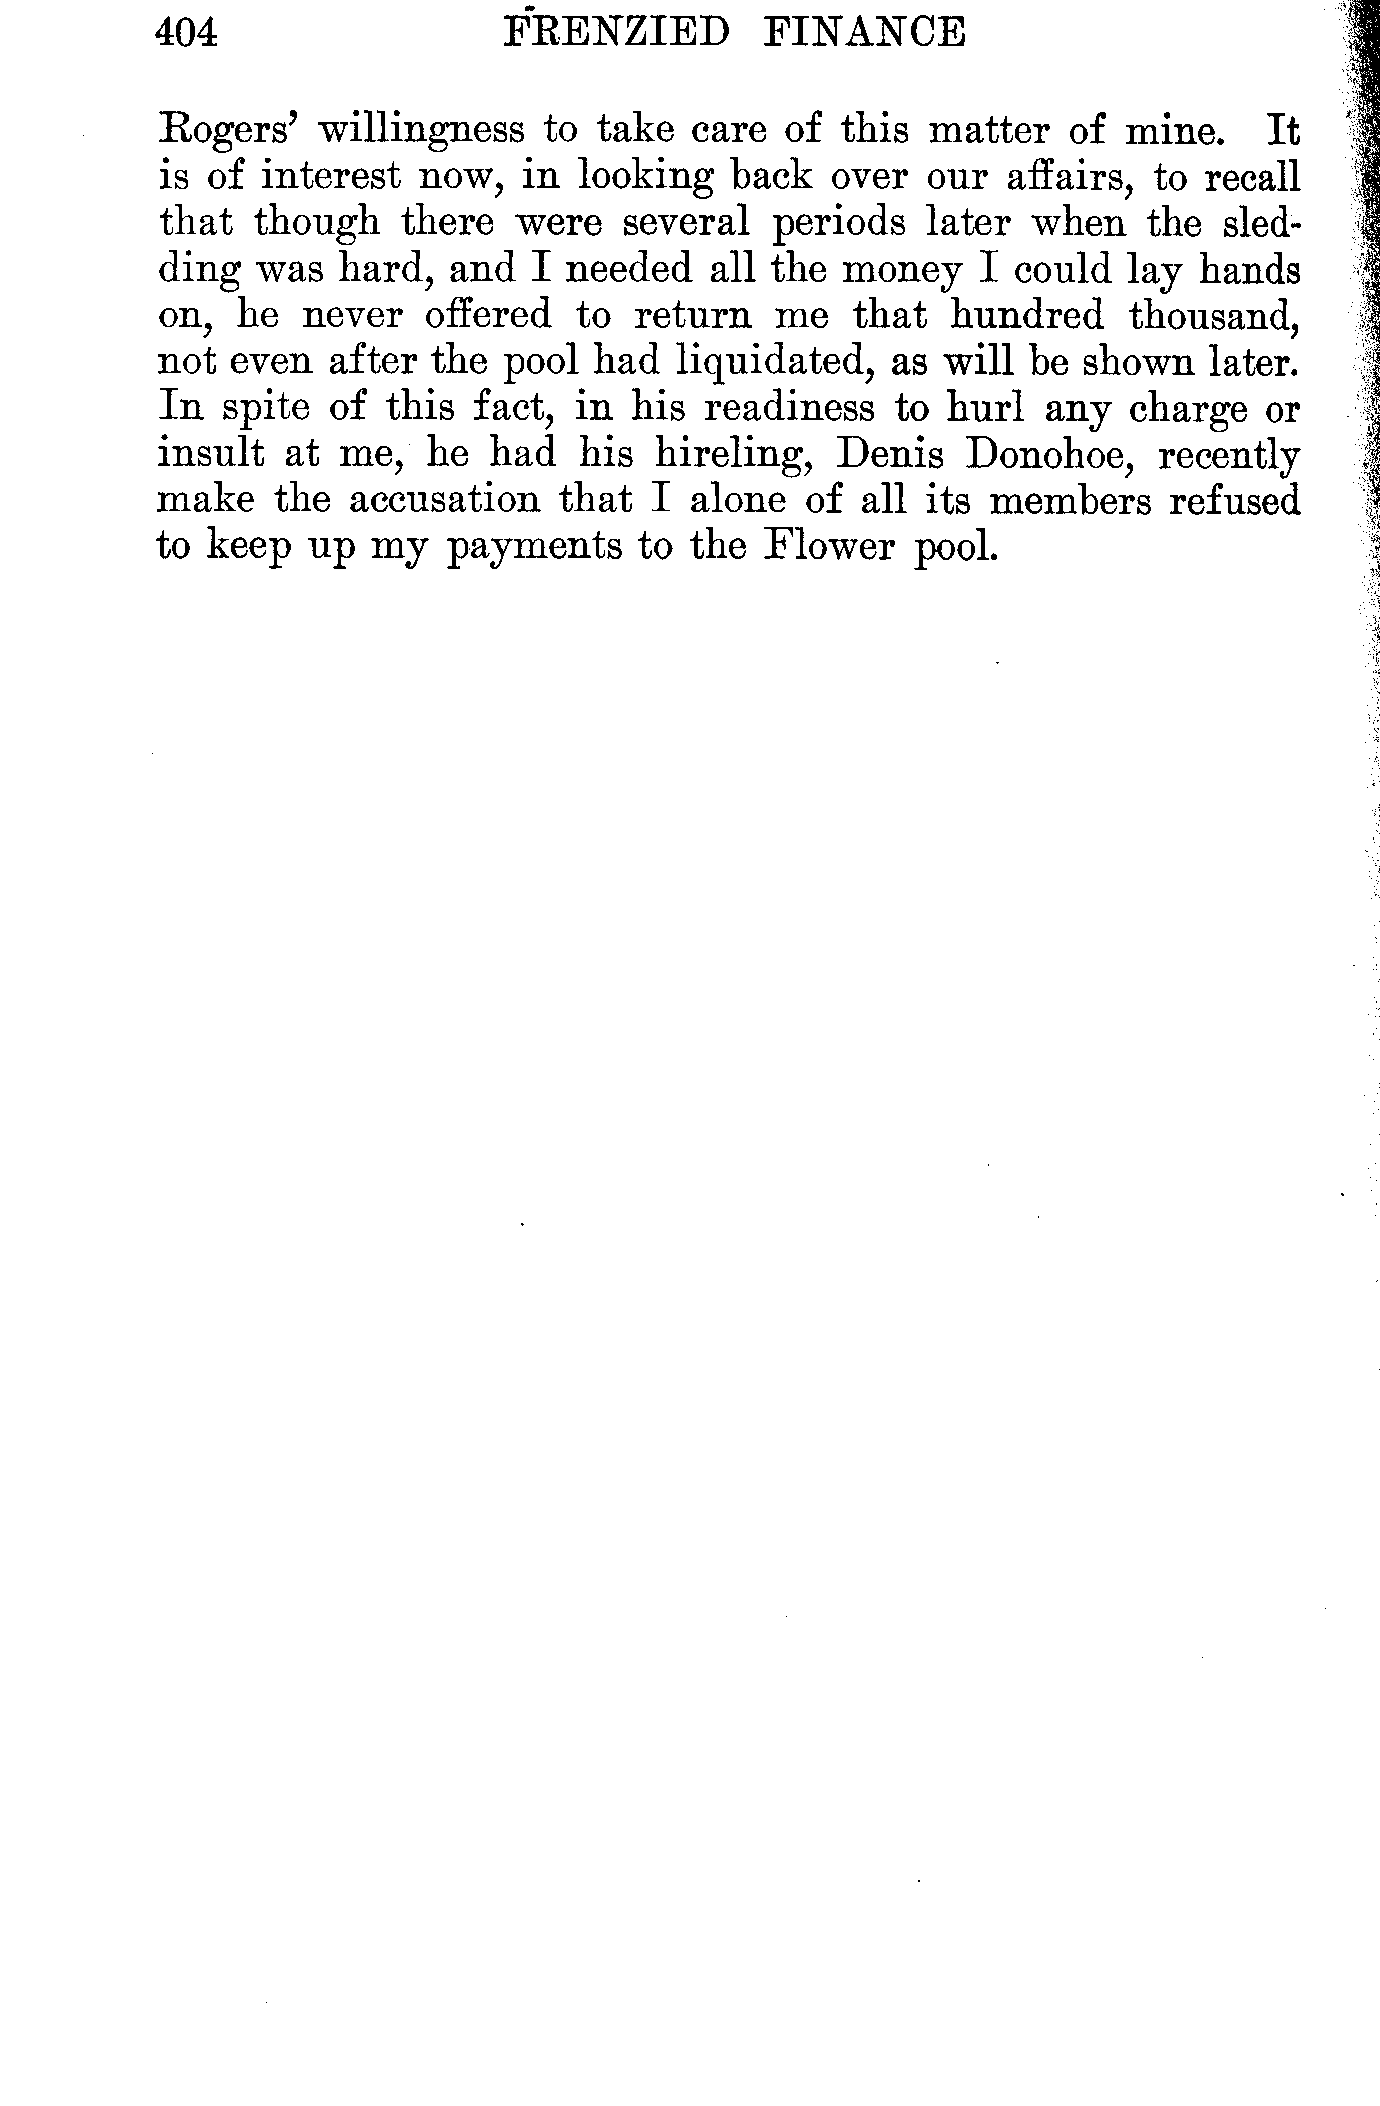 404 FRENZIED FINANCE
Rogers' willingness to take care of this matter of mine. It
is of interest now, in looking back over our affairs, to recall
that though there were several periods later when the sled-
ding was hard, and I needed all the money I could lay hands
on, he never offered to return me that hundred thousand,
not even after the pool had liquidated, as will be shown later.
In spite of this fact, in his readiness to hurl any charge or
insult at me, he had his hireling, Denis Donohoe, recently
make the accusation that I alone of all its members refused
to keep up my payments to the Flower pool.